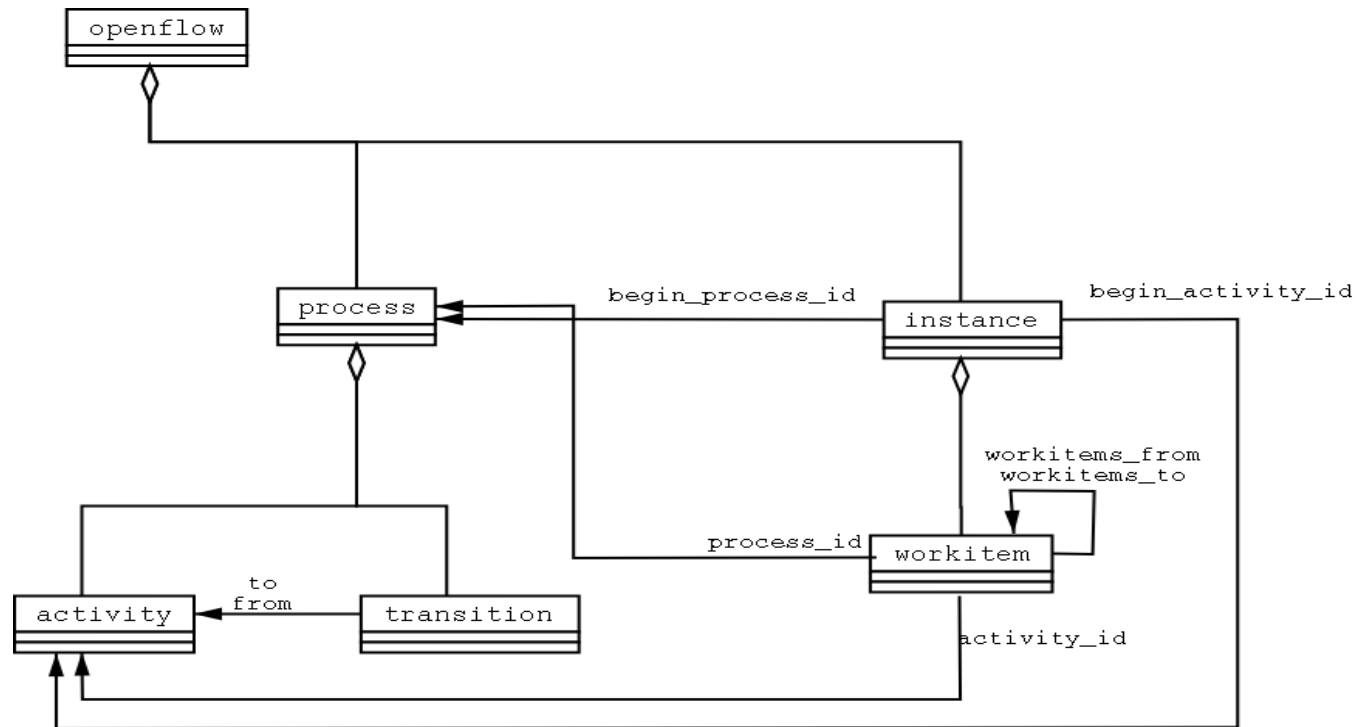 openflow
begin_activity_id
begin_process_id
process
instance
workitems_from
workitems_to
process_id
workitem
to
from
activity
transition
activity_id